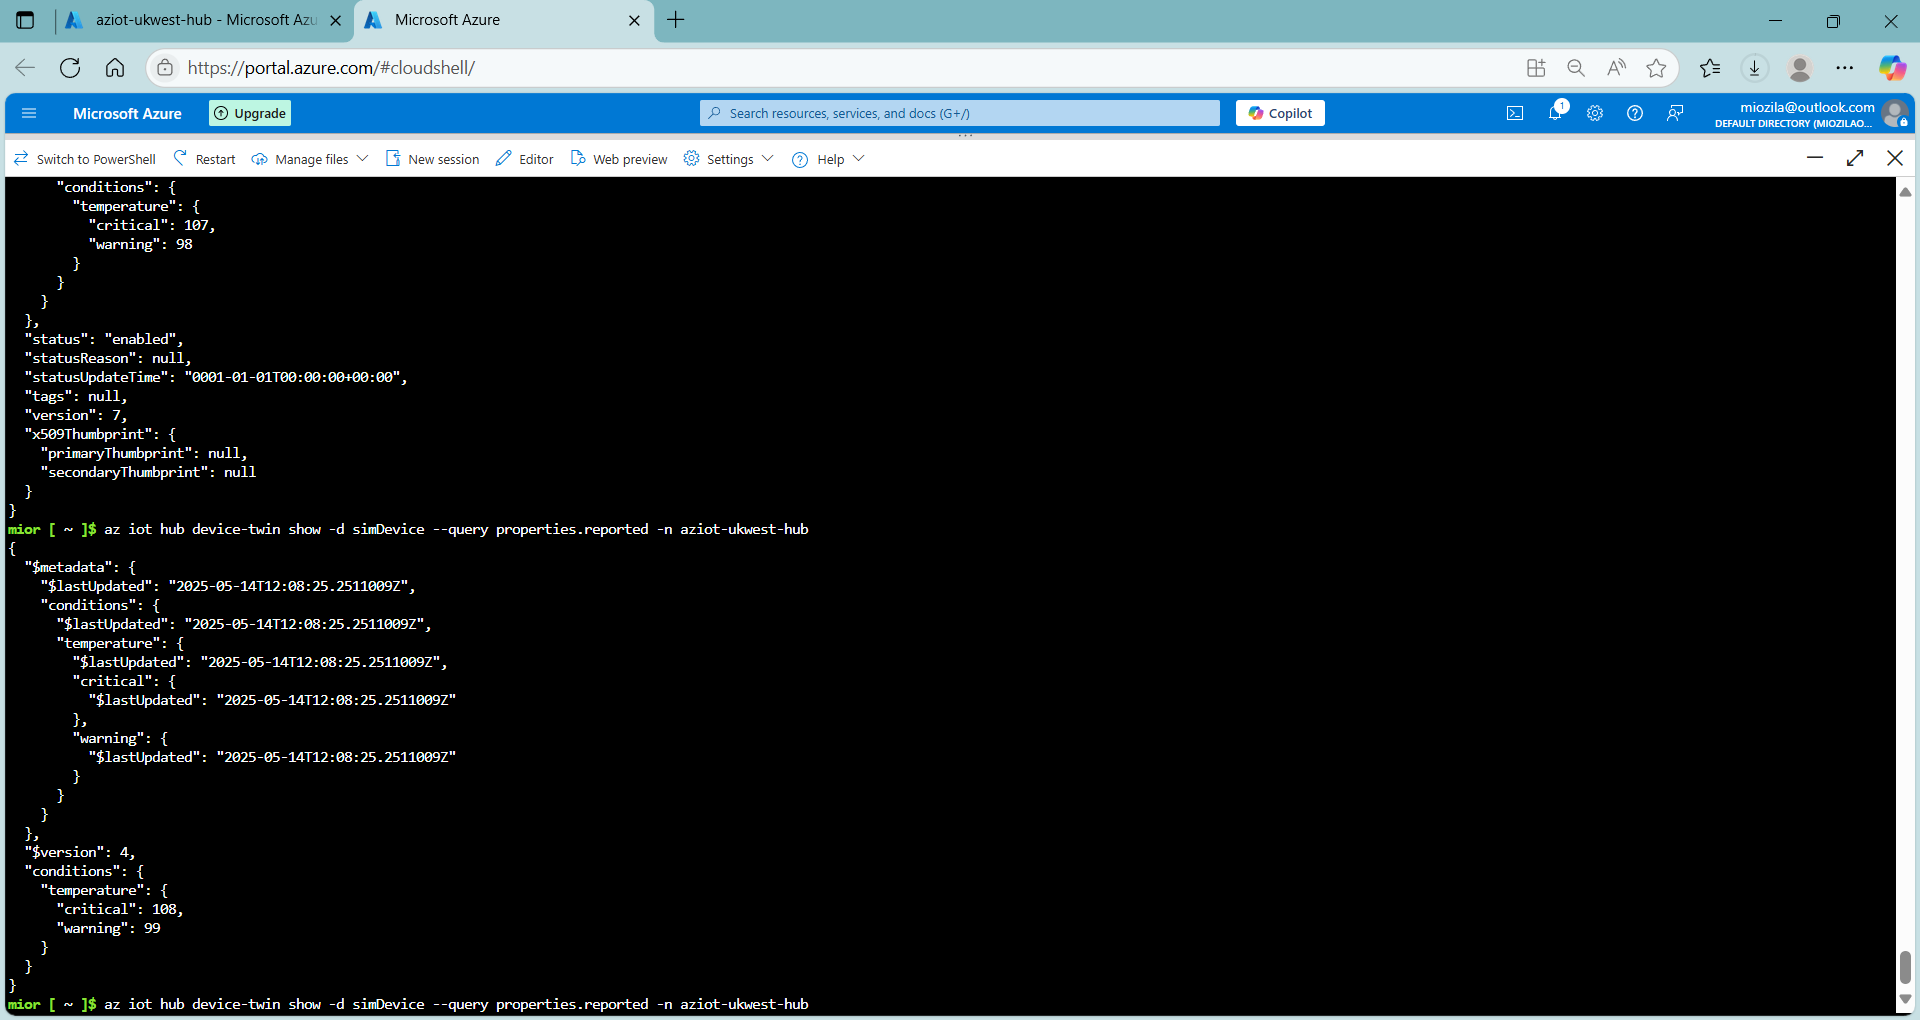 aziot-ukwest-hub - Microsoft Azu
Microsoft Azure
https://portal.azure.com/#cloudshell/
Microsoft Azure
Upgrade
Search resources, services, and docs (G+/)
Copilot
1
miozila@outlook.com
DEFAULT DIRECTORY (MIOZILAO...
Switch to PowerShell
Restart
Manage files
New session
Editor
Web preview
Settings
Help
"conditions": {
"temperature": {
"critical": 107,
"warning": 98
}
}
}
},
"status": "enabled",
"statusReason": null,
"statusUpdateTime": "0001-01-01T00:00:00+00:00",
"tags": null,
"version": 7,
"x509Thumbprint": {
"primaryThumbprint": null,
"secondaryThumbprint": null
}
}
mior [ ~ ]$ az iot hub device-twin show -d simDevice --query properties.reported -n aziot-ukwest-hub
{
"$metadata": {
"$lastUpdated": "2025-05-14T12:08:25.2511009Z",
"conditions": {
"$lastUpdated": "2025-05-14T12:08:25.2511009Z",
"temperature": {
"$lastUpdated": "2025-05-14T12:08:25.2511009Z",
"critical": {
"$lastUpdated": "2025-05-14T12:08:25.2511009Z"
},
"warning": {
"$lastUpdated": "2025-05-14T12:08:25.2511009Z"
}
}
}
},
"$version": 4,
"conditions": {
"temperature": {
"critical": 108,
"warning": 99
}
}
}
mior [ ~ ]$ az iot hub device-twin show -d simDevice --query properties.reported -n aziot-ukwest-hub